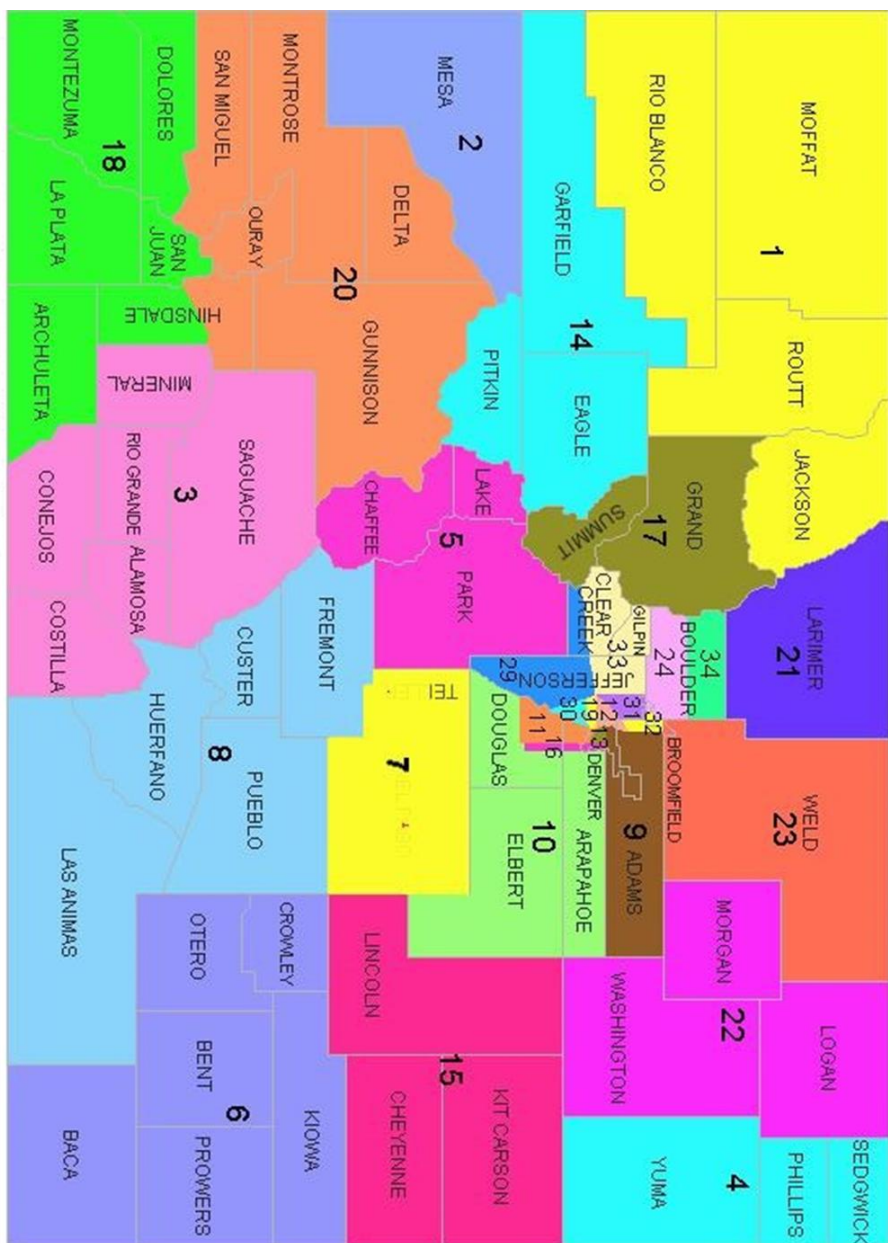 MOFFAT
1
RIO BLANCO
ROUTT
JACKSON
LARIMER
21
GRAND
17
SUMMIT
GARFIELD
14
EAGLE
PITKIN
MESA
2
DELTA
MONTROSE
SAN MIGUEL
OURAY
20
GUNNISON
DOLORES
MONTEZUMA
18
SAN
JUAN
LA PLATA
HINSDALE
ARCHULETA
MINERAL
SAGUACHE
3
RIO GRANDE
ALAMOSA
CONEJOS
COSTILLA
LAKE
CHAFFEE
5
PARK
CLEAR
CREEK
GILPIN
33
JEFFERSON
34
BOULDER
24
29
30
19
12
31
32
11
16
13
DENVER
BROOMFIELD
WELD
23
9
ADAMS
ARAPAHOE
DOUGLAS
10
ELBERT
7
FREMONT
CUSTER
8
PUEBLO
HUERFANO
LAS ANIMAS
MORGAN
LOGAN
WASHINGTON
22
SEDGWICK
PHILLIPS
4
YUMA
LINCOLN
15
KIT CARSON
CHEYENNE
CROWLEY
OTERO
KIOWA
BENT
6
PROWERS
BACA